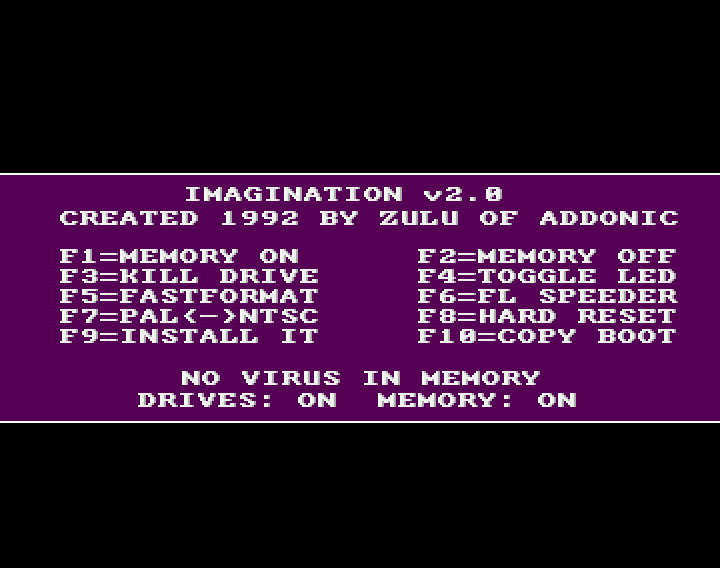 IMAGINATION v2.0
CREATED 1992 BY ZULU OF ADDONIC
F1=MEMORY ON F2=MEMORY OFF
F3=KILL DRIVE F4=TOGGLE LED
F5=FASTFORMAT F6=FL SPEEDER
F7=PAL<->NTSC F8=HARD RESET
F9=INSTALL IT F10=COPY BOOT
NO VIRUS IN MEMORY
DRIVES: ON MEMORY: ON